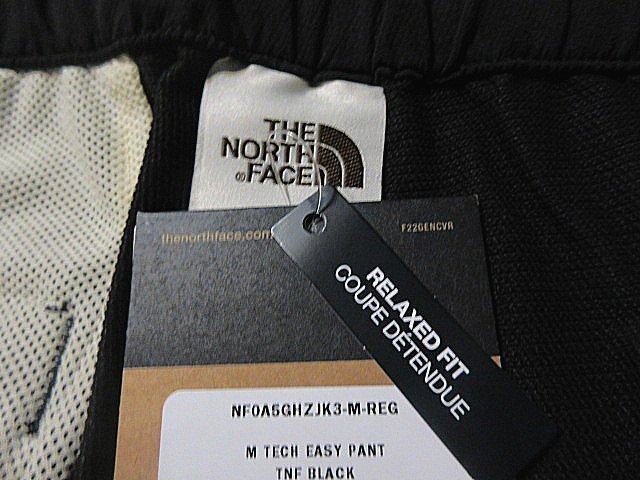 THE
NORTH
®FACE
thenorthface.com
F22GENCVR
RELAXED FIT
COUPE DÉTENDUE
NF0A5GHZJK3-M-REG
M TECH EASY PANT
TNF BLACK